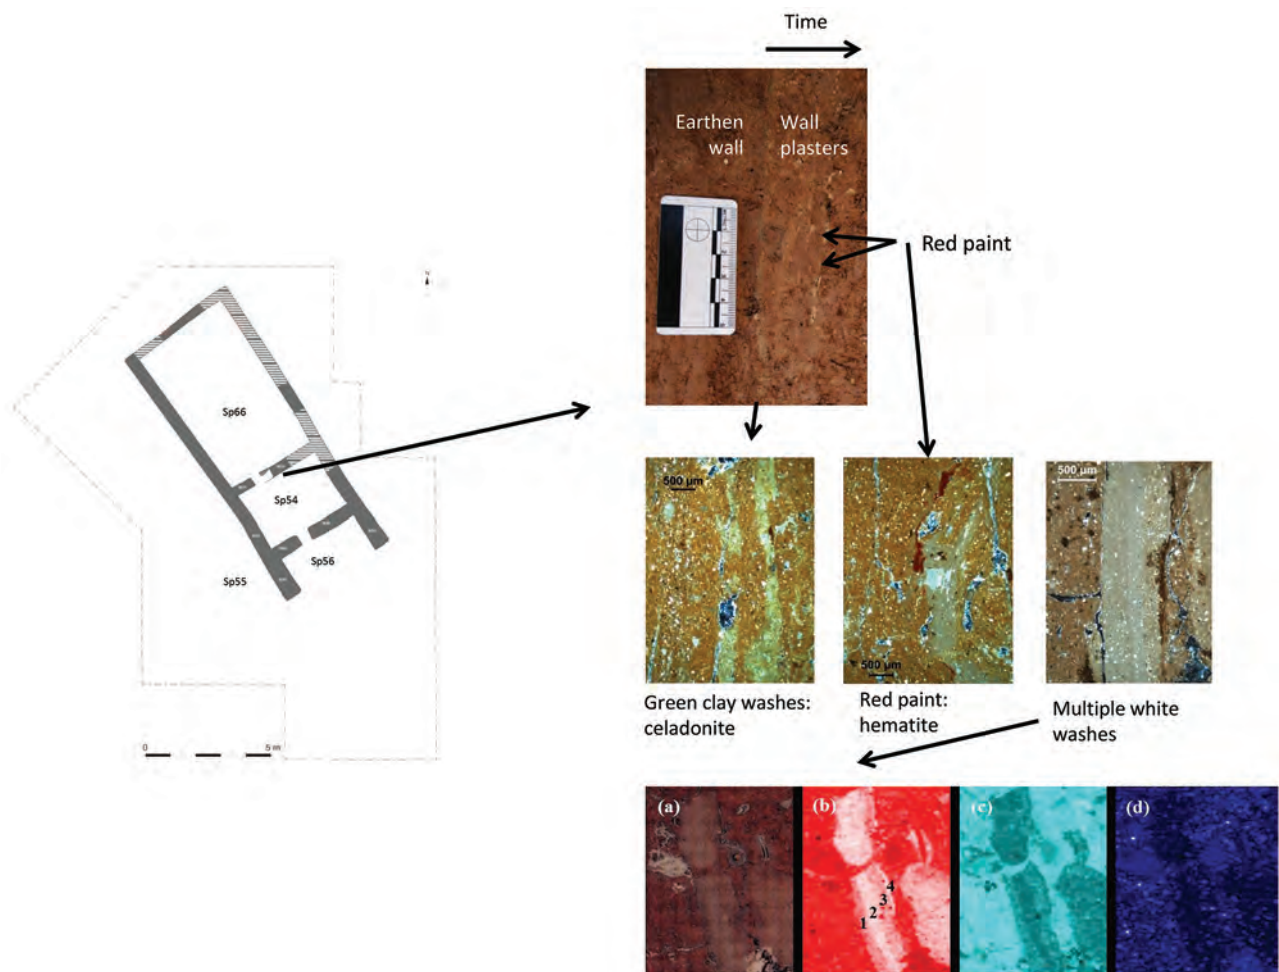 Time
Earthen
wall
Wall
plasters
Red paint
N
Sp66
Sp54
Sp56
Sp55
0
5 m
500 µm
500 µm
500 µm
Green clay washes:
celadonite
Red paint:
hematite
Multiple white
washes
(a)
(b)
(c)
(d)
1
2
3
4